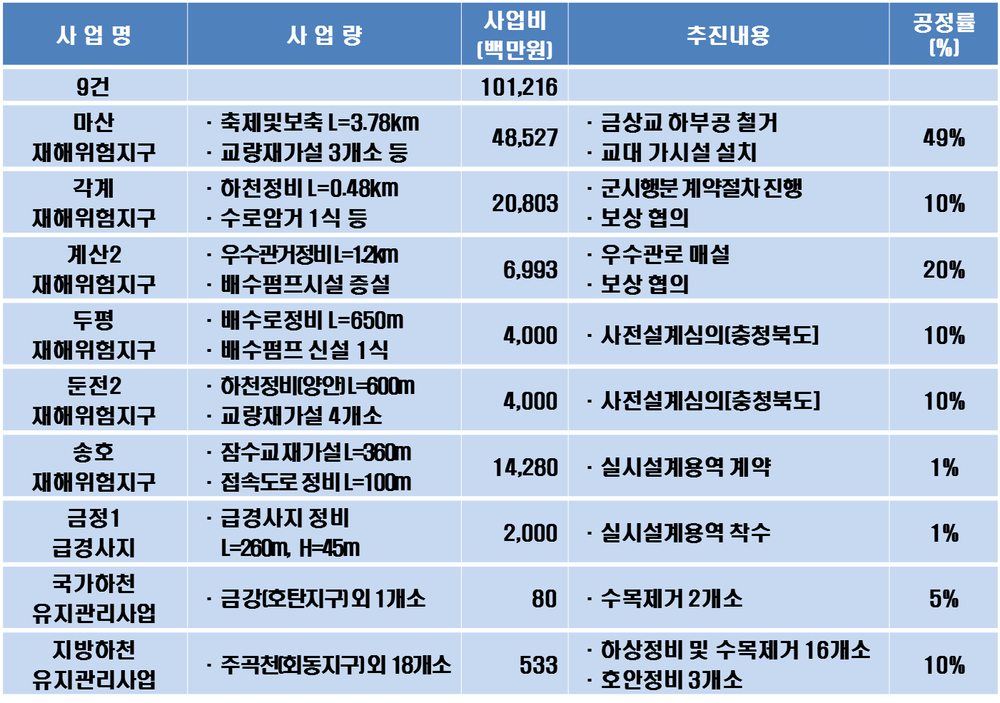 사 업 명
사 업 량
사업비
(백만원)
추진내용
공정률
(%)
9건
101,216
마산
재해위험지구
· 축제및보축 L=3.78km
· 교량재가설 3개소 등
48,527
· 금상교 하부공 철거
· 교대 가시설 설치
49%
각계
재해위험지구
· 하천정비 L=0.48km
· 수로암거 1식 등
20,803
· 군시행분 계약절차 진행
· 보상 협의
10%
계산2
재해위험지구
· 우수관거정비 L=1.2km
· 배수펌프시설 증설
6,993
· 우수관로 매설
· 보상 협의
20%
두평
재해위험지구
· 배수로정비 L=650m
· 배수펌프 신설 1식
4,000
· 사전설계심의(충청북도]
10%
둔전2
재해위험지구
· 하천정비(양안) L=600m
· 교량재가설 4개소
4,000
· 사전설계심의[충청북도]
10%
송호
재해위험지구
· 잠수교 재가설 L=360m
· 접속도로 정비 L=100m
14,280
· 실시설계용역 계약
1%
금정1
급경사지
· 급경사지 정비
L=260m, H=45m
2,000
· 실시설계용역 착수
1%
국가하천
유지관리사업
· 금강(호탄지구) 외 1개소
80
· 수목제거 2개소
5%
지방하천
유지관리사업
· 주곡천(회동지구) 외 18개소
533
· 하상정비 및 수목제거 16개소
· 호안정비 3개소
10%